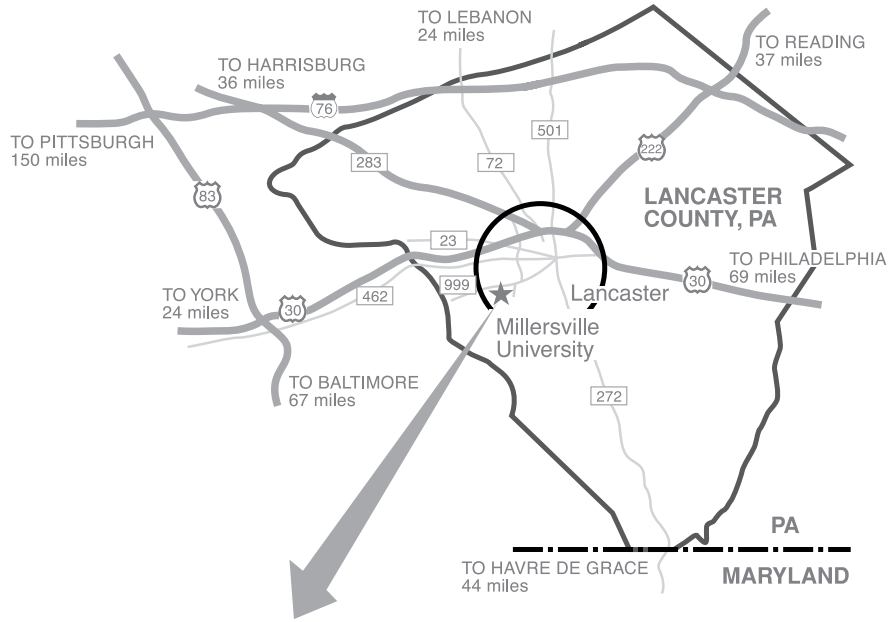 TO LEBANON
24 miles
TO READING
37 miles
TO HARRISBURG
36 miles
76
TO PITTSBURGH
150 miles
501
222
283
72
83
LANCASTER
COUNTY, PA
23
TO PHILADELPHIA
69 miles
30
999
Lancaster
462
TO YORK
24 miles
30
Millersville
University
TO BALTIMORE
67 miles
272
PA
TO HAVRE DE GRACE
44 miles
MARYLAND